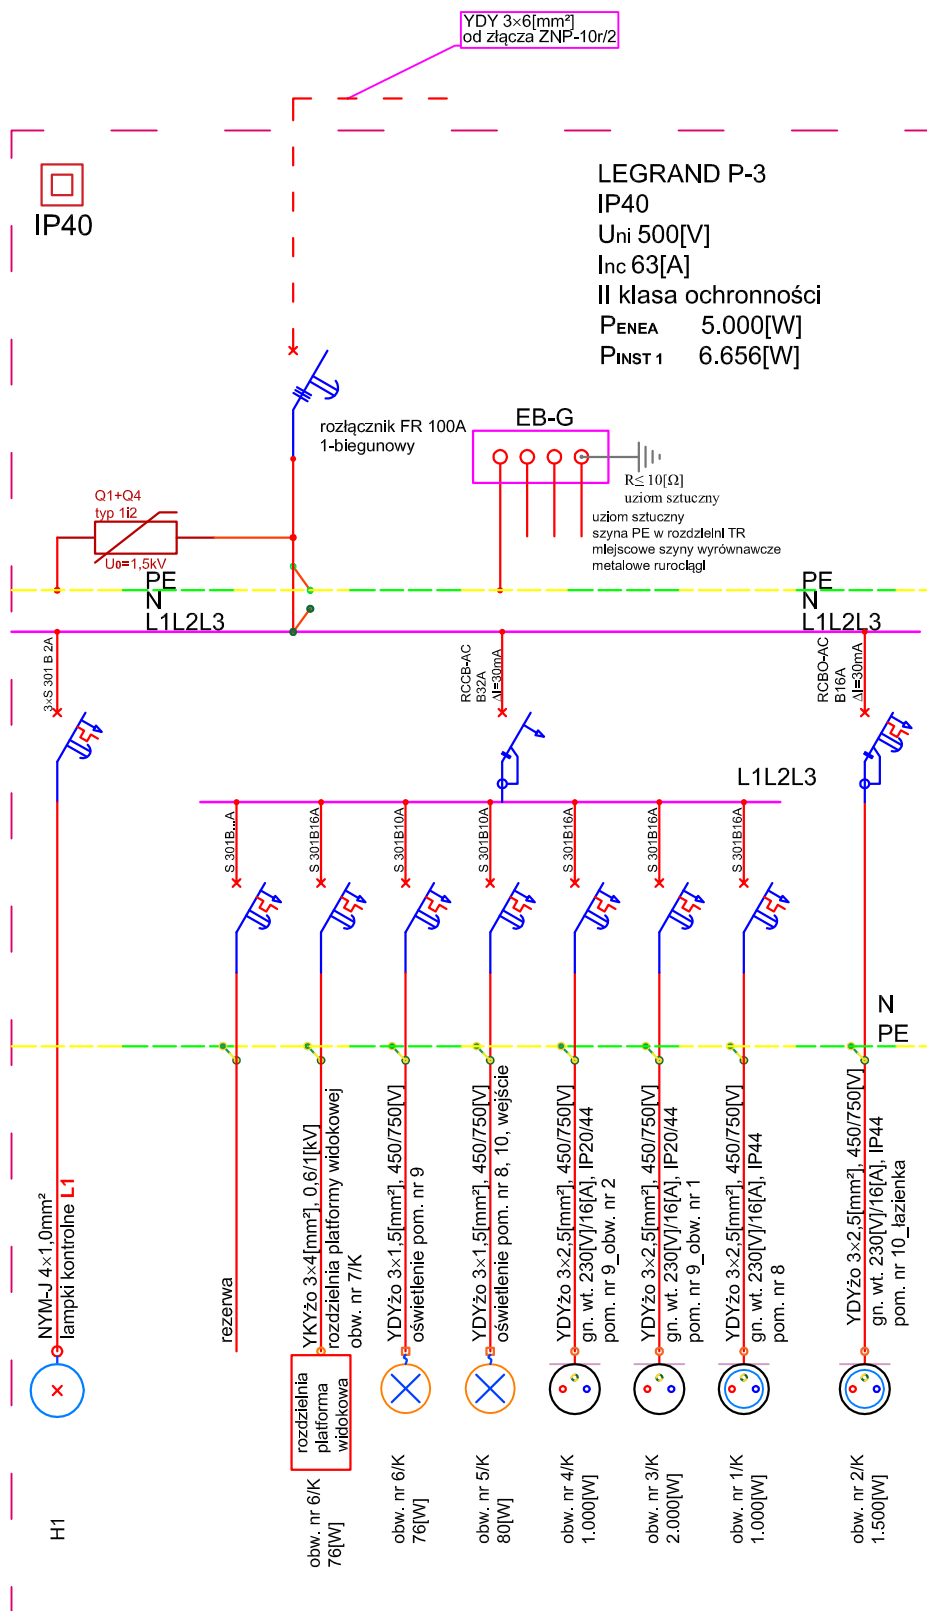 YDY 3×6[mm²]
od złącza ZNP-10r/2
IP40
LEGRAND P-3
IP40
Uni 500[V]
Inc 63[A]
II klasa ochronności
PENEA 5.000[W]
PINST 1 6.656[W]
rozłącznik FR 100A
1-biegunowy
EB-G
R≤ 10[Ω]
uziom sztuczny
uziom sztuczny
szyna PE w rozdzielni TR
miejscowe szyny wyrównawcze
metalowe rurociągi
Q1+Q4
typ 1i2
U0=1,5kV
PE
N
L1L2L3
PE
N
L1L2L3
3×S 301 B 2A
RCCB-AC
B32A
ΔI=30mA
RCBO-AC
B16A
ΔI=30mA
L1L2L3
S 301B...A
S 301B16A
S 301B10A
S 301B10A
S 301B16A
S 301B16A
S 301B16A
N
PE
NYM-J 4×1,0mm²
lampki kontrolne L1
rezerwa
YKYżo 3×4[mm²], 0,6/1[kV]
rozdzielnia platformy widokowej
obw. nr 7/K
YDYżo 3×1,5[mm²], 450/750[V]
oświetlenie pom. nr 9
YDYżo 3×1,5[mm²], 450/750[V]
oświetlenie pom. nr 8, 10, wejście
YDYżo 3×2,5[mm²], 450/750[V]
gn. wt. 230[V]/16[A], IP20/44
pom. nr 9_obw. nr 2
YDYżo 3×2,5[mm²], 450/750[V]
gn. wt. 230[V]/16[A], IP20/44
pom. nr 9_obw. nr 1
YDYżo 3×2,5[mm²], 450/750[V]
gn. wt. 230[V]/16[A], IP44
pom. nr 8
YDYżo 3×2,5[mm²], 450/750[V]
gn. wt. 230[V]/16[A], IP44
pom. nr 10_łazienka
rozdzielnia
platforma
widokowa
H1
obw. nr 6/K
76[W]
obw. nr 6/K
76[W]
obw. nr 5/K
80[W]
obw. nr 4/K
1.000[W]
obw. nr 3/K
2.000[W]
obw. nr 1/K
1.000[W]
obw. nr 2/K
1.500[W]